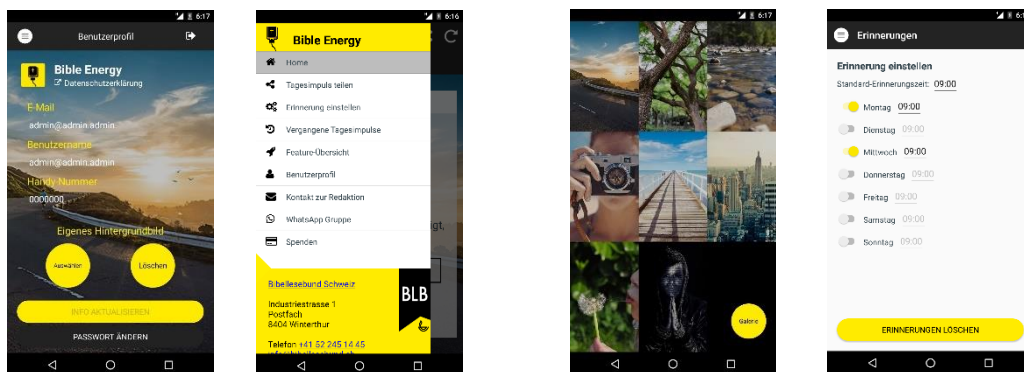 6:17
Benutzerprofil
Bible Energy
Datenschutzerklärung
E-Mail
admin@admin.admin
Benutzername
admin@admin.admin
Handy Nummer
0000000
Eigenes Hintergrundbild
Auswählen
Löschen
INFO AKTUALISIEREN
PASSWORT ÄNDERN
6:16
Bible Energy
Home
Tagesimpuls teilen
Erinnerung einstellen
Vergangene Tagesimpulse
Feature-Übersicht
Benutzerprofil
Kontakt zur Redaktion
WhatsApp Gruppe
Spenden
gt,
Bibellesebund Schweiz
Industriestrasse 1
Postfach
8404 Winterthur
Telefon +41 52 245 14 45
BLB
6:17
Galerie
Erinnerungen
Erinnerung einstellen
Standard-Erinnerungszeit: 09:00
Montag 09:00
Dienstag 09:00
Mittwoch 09:00
Donnerstag 09:00
Freitag 09:00
Samstag 09:00
Sonntag 09:00
ERINNERUNGEN LÖSCHEN